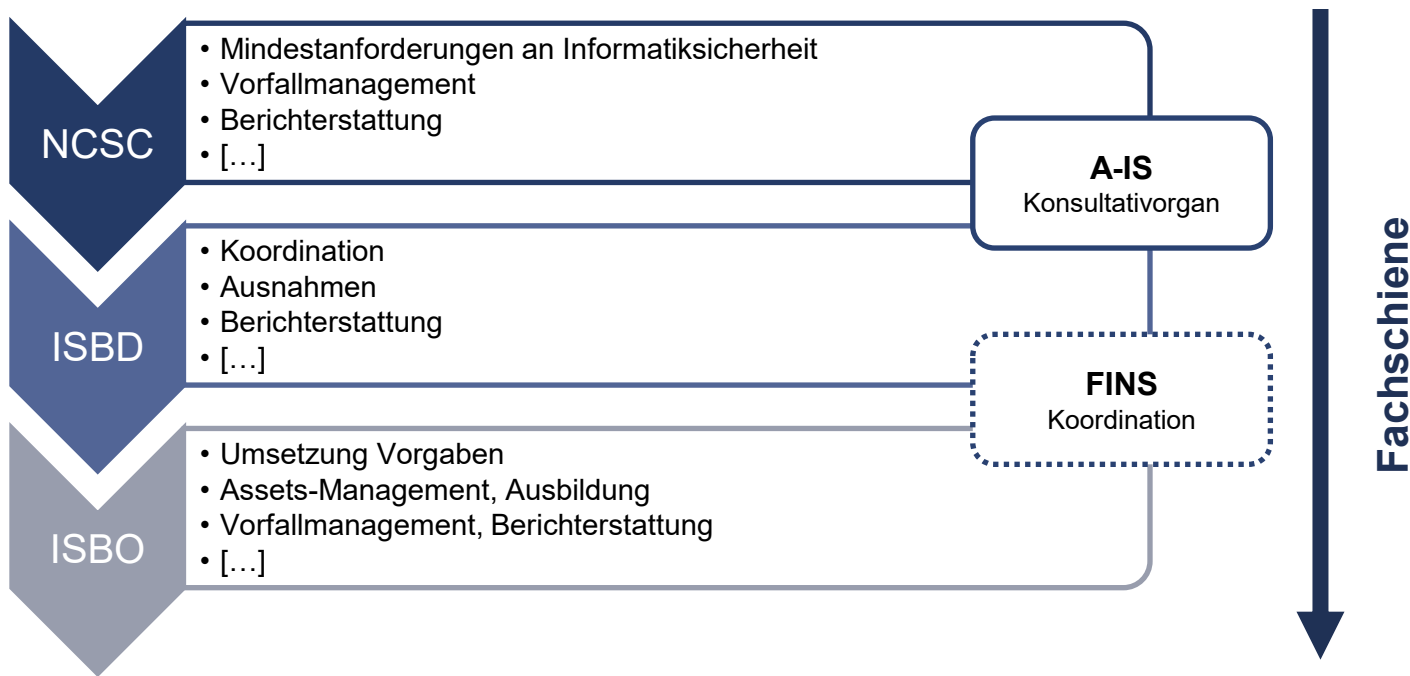 NCSC
• Mindestanforderungen an Informatiksicherheit
• Vorfallmanagement
• Berichterstattung
• […]
A-IS
Konsultativorgan
ISBD
• Koordination
• Ausnahmen
• Berichterstattung
• […]
FINS
Koordination
ISBO
• Umsetzung Vorgaben
• Assets-Management, Ausbildung
• Vorfallmanagement, Berichterstattung
• […]
Fachschiene